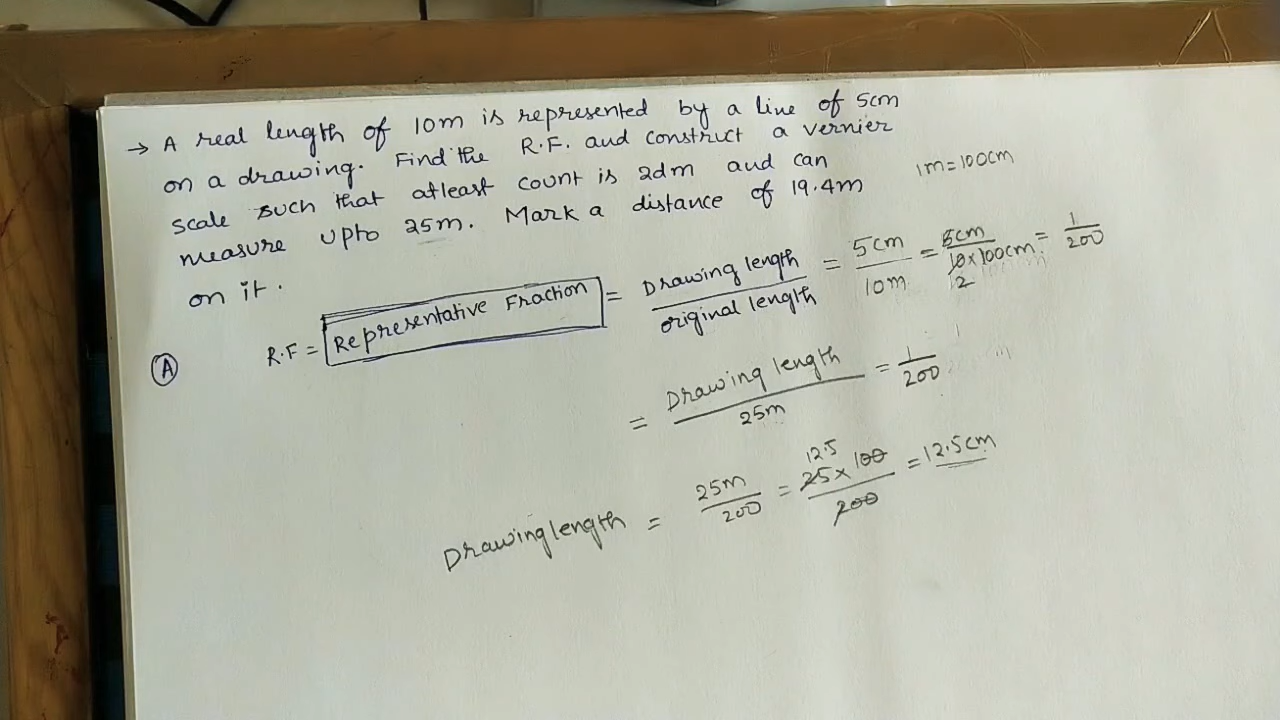 → A real length of 10m is represented by a line of 5cm
on a drawing. Find the R.F. and construct a vernier
scale such that atleast count is 2dm and can
measure upto 25m. Mark a distance of 19.4m
on it.
1m=100cm
Ⓐ R.F = Representative Fraction = Drawing length / original length = 5cm / 10m = 5cm / 10×100cm = 1/200
2
= Drawing length / 25m = 1/200
12.5
Drawing length = 25m / 200 = 25×100 / 200 = 12.5cm